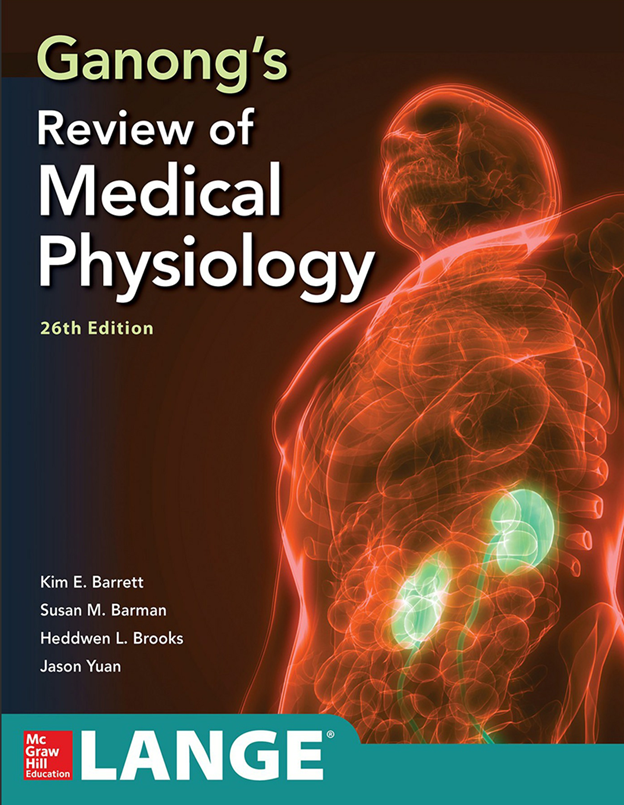 Ganong's
Review of
Medical
Physiology
26th Edition
Kim E. Barrett
Susan M. Barman
Heddwen L. Brooks
Jason Yuan
Mc
Graw
Hill
Education
LANGE®